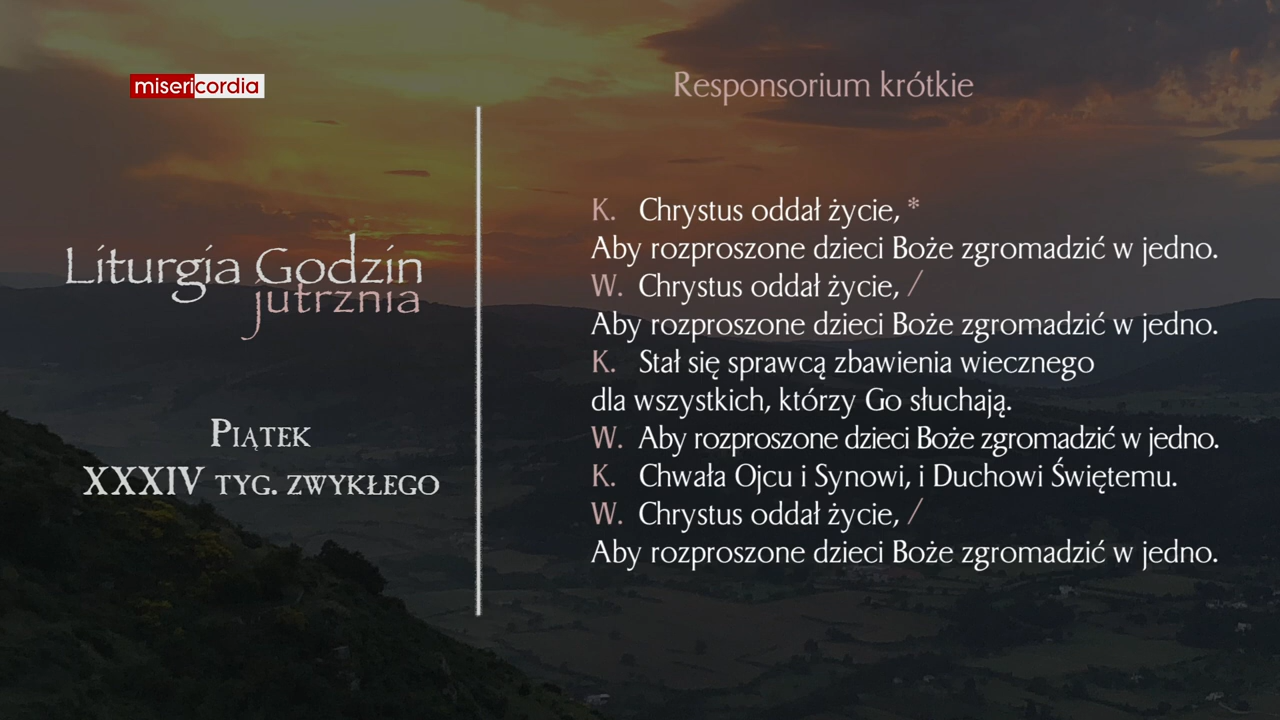 misericordia
Liturgia Godzin
jutrznia
Piątek
XXXIV tyg. zwykłego
Responsorium krótkie
K. Chrystus oddał życie, *
Aby rozproszone dzieci Boże zgromadzić w jedno.
W. Chrystus oddał życie, /
Aby rozproszone dzieci Boże zgromadzić w jedno.
K. Stał się sprawcą zbawienia wiecznego
dla wszystkich, którzy Go słuchają.
W. Aby rozproszone dzieci Boże zgromadzić w jedno.
K. Chwała Ojcu i Synowi, i Duchowi Świętemu.
W. Chrystus oddał życie, /
Aby rozproszone dzieci Boże zgromadzić w jedno.